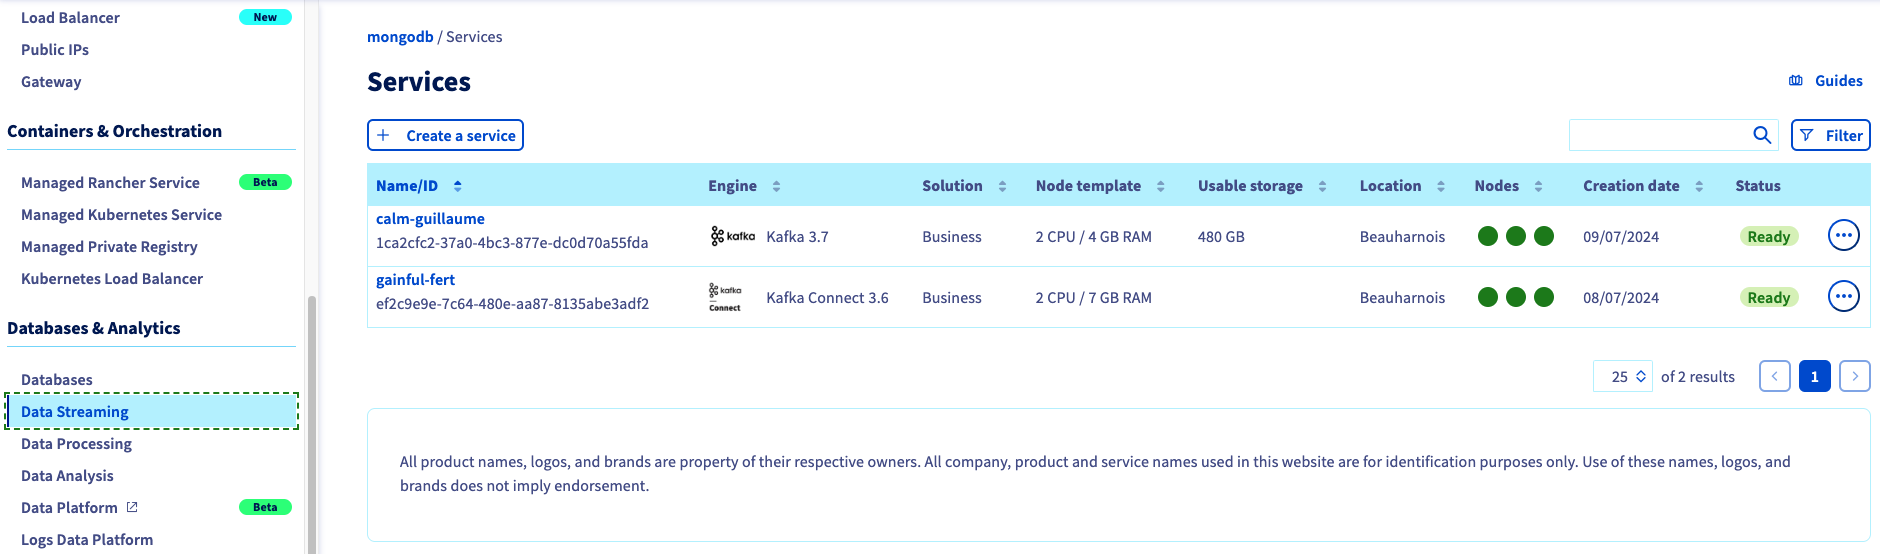 Load Balancer New
Public IPs
Gateway
Containers & Orchestration
Managed Rancher Service Beta
Managed Kubernetes Service
Managed Private Registry
Kubernetes Load Balancer
Databases & Analytics
Databases
Data Streaming
Data Processing
Data Analysis
Data Platform Beta
Logs Data Platform
mongodb / Services
Services
Guides
Create a service
Filter
Name/ID Engine Solution Node template Usable storage Location Nodes Creation date Status
calm-guillaume
1ca2cfc2-37a0-4bc3-877e-dc0d70a55fda kafka Kafka 3.7 Business 2 CPU / 4 GB RAM 480 GB Beauharnois 09/07/2024 Ready
gainful-fert
ef2c9e9e-7c64-480e-aa87-8135abe3adf2 kafka Connect Kafka Connect 3.6 Business 2 CPU / 7 GB RAM Beauharnois 08/07/2024 Ready
25 of 2 results 1
All product names, logos, and brands are property of their respective owners. All company, product and service names used in this website are for identification purposes only. Use of these names, logos, and
brands does not imply endorsement.